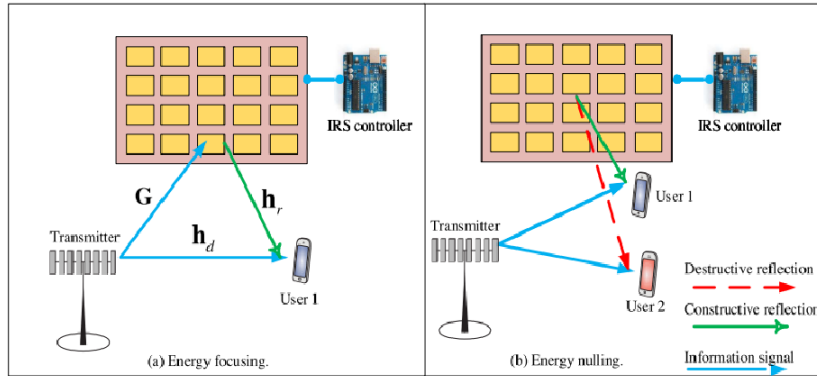 IRS controller
G
h_r
Transmitter
h_d
User 1
(a) Energy focusing.
IRS controller
User 1
Transmitter
User 2
Destructive reflection
Constructive reflection
Information signal
(b) Energy nulling.